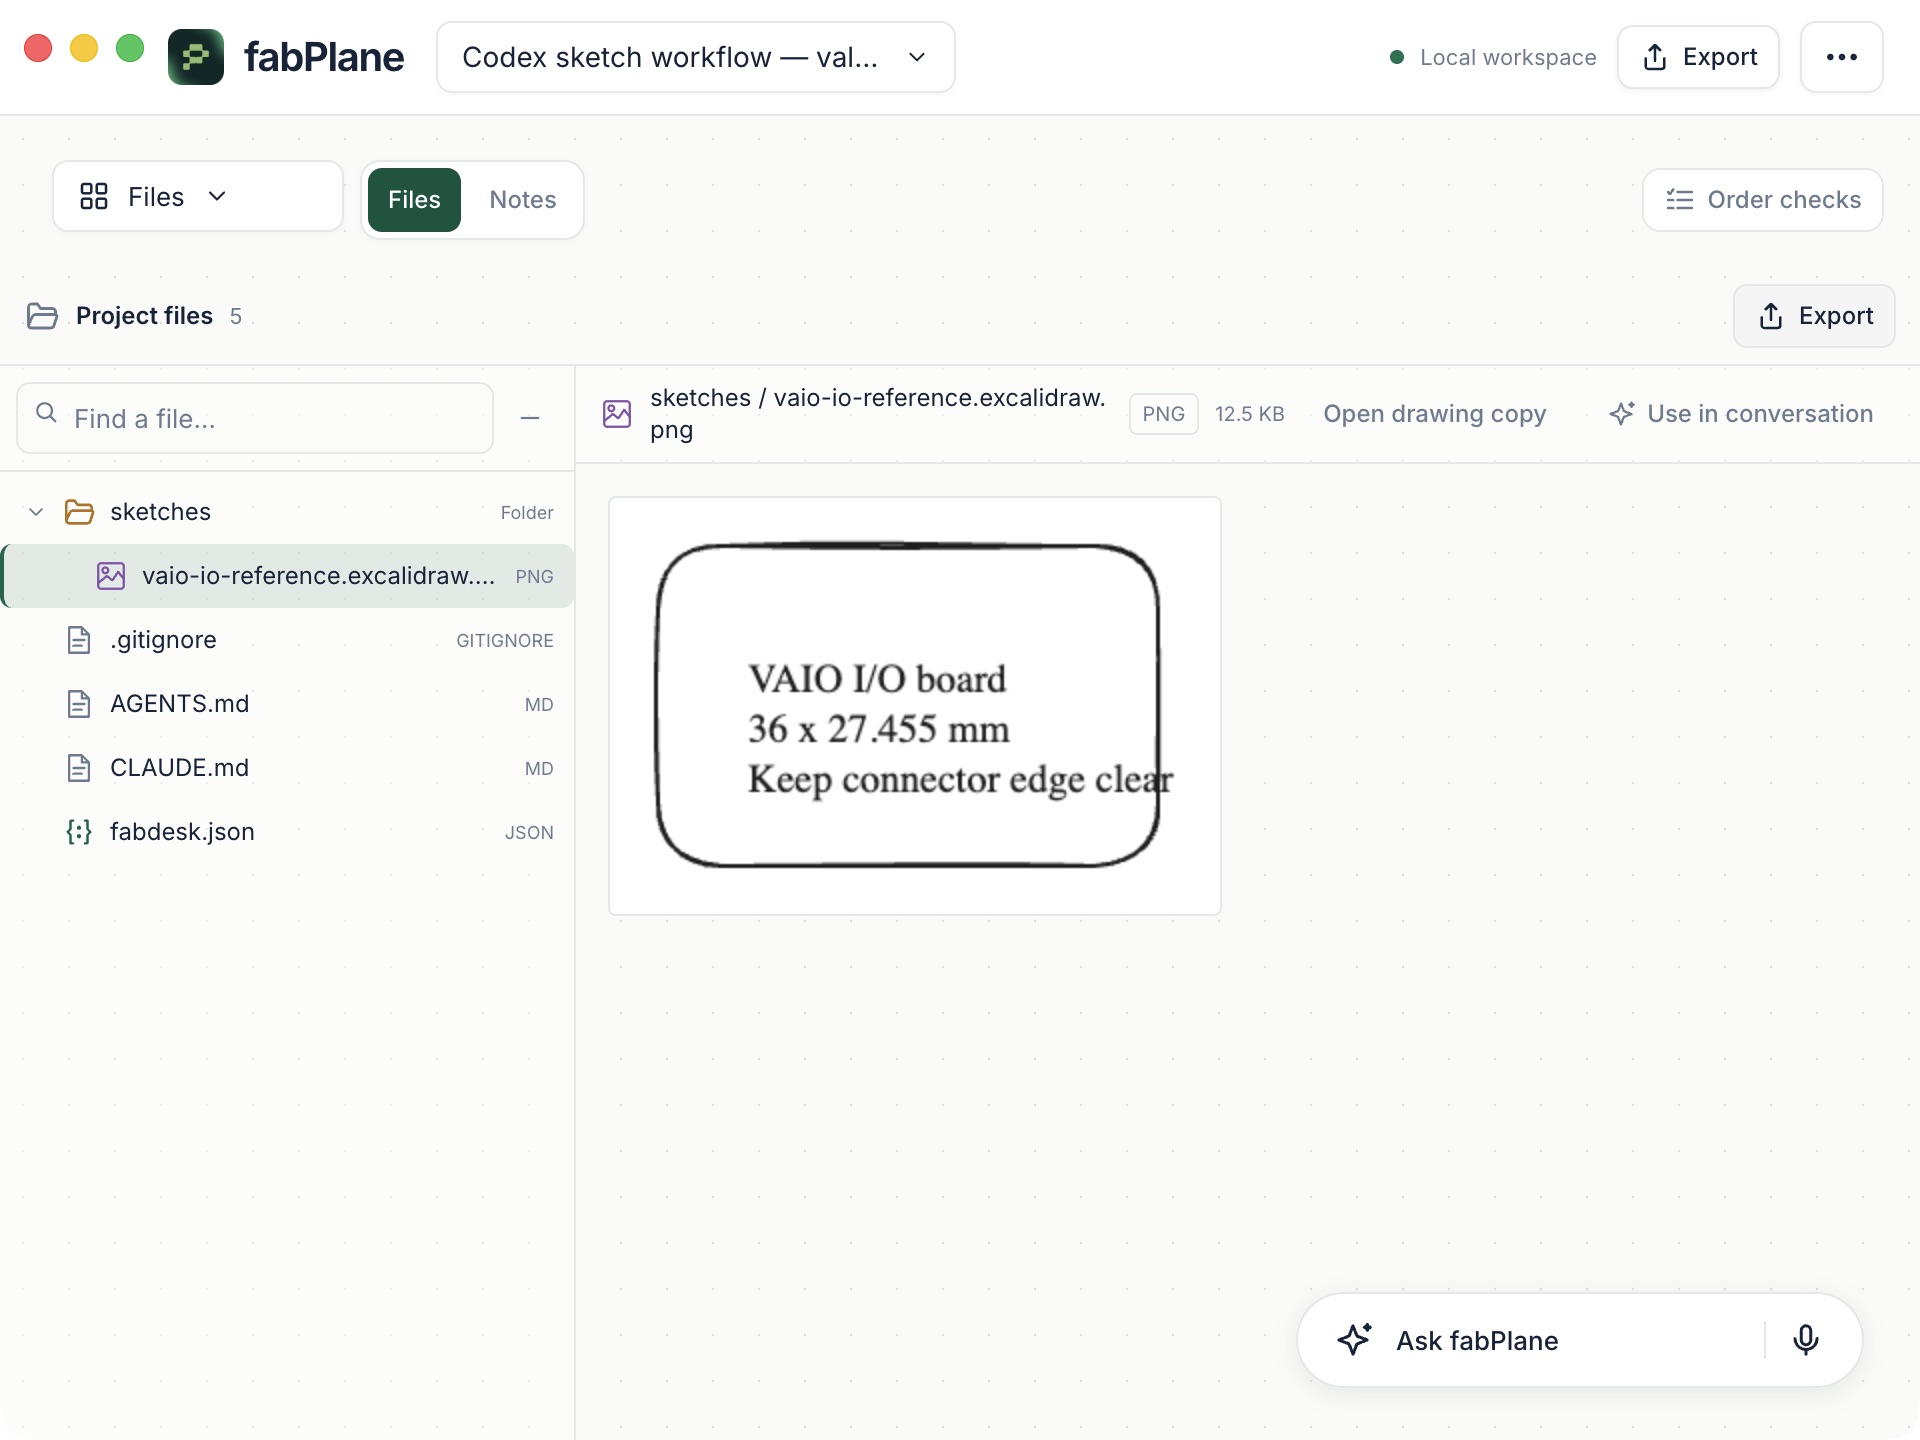 fabPlane
Codex sketch workflow — val...
Local workspace
Export
Files
Files
Notes
Order checks
Project files 5
Export
Find a file...
sketches / vaio-io-reference.excalidraw.
png
PNG
12.5 KB
Open drawing copy
Use in conversation
sketches
Folder
vaio-io-reference.excalidraw....
PNG
.gitignore
GITIGNORE
AGENTS.md
MD
CLAUDE.md
MD
fabdesk.json
JSON
VAIO I/O board
36 x 27.455 mm
Keep connector edge clear
Ask fabPlane